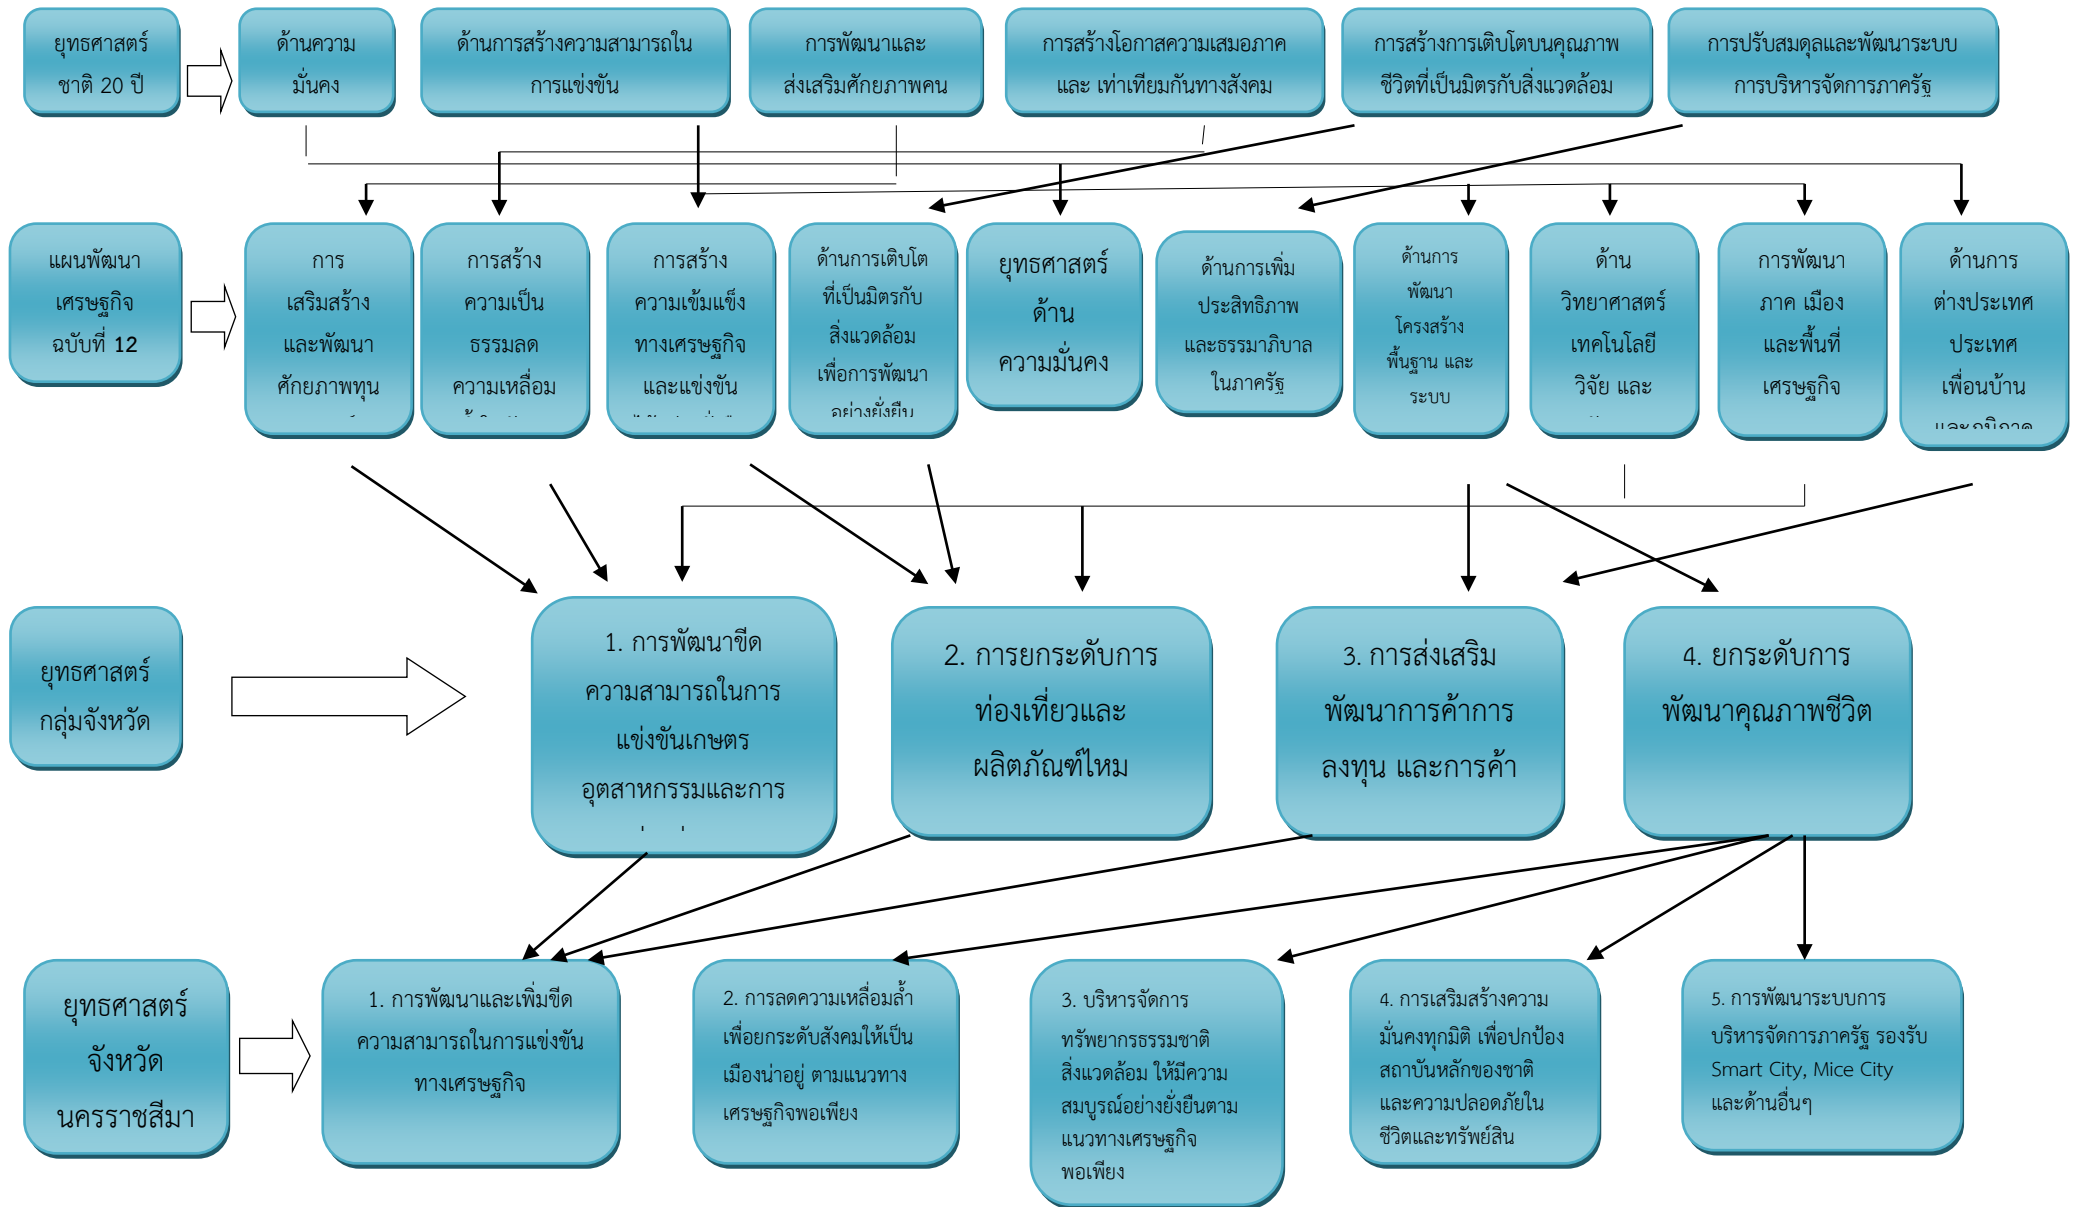 ยุทธศาสตร์
ชาติ 20 ปี
ด้านความ
มั่นคง
ด้านการสร้างความสามารถใน
การแข่งขัน
การพัฒนาและ
ส่งเสริมศักยภาพคน
การสร้างโอกาสความเสมอภาค
และ เท่าเทียมกันทางสังคม
การสร้างการเติบโตบนคุณภาพ
ชีวิตที่เป็นมิตรกับสิ่งแวดล้อม
การปรับสมดุลและพัฒนาระบบ
การบริหารจัดการภาครัฐ
แผนพัฒนา
เศรษฐกิจ
ฉบับที่ 12
การ
เสริมสร้าง
และพัฒนา
ศักยภาพทุน
การสร้าง
ความเป็น
ธรรมลด
ความเหลื่อม
การสร้าง
ความเข้มแข็ง
ทางเศรษฐกิจ
และแข่งขัน
ด้านการเติบโต
ที่เป็นมิตรกับ
สิ่งแวดล้อม
เพื่อการพัฒนา
อย่างยั่งยืน
ยุทธศาสตร์
ด้าน
ความมั่นคง
ด้านการเพิ่ม
ประสิทธิภาพ
และธรรมาภิบาล
ในภาครัฐ
ด้านการ
พัฒนา
โครงสร้าง
พื้นฐาน และ
ระบบ
ด้าน
วิทยาศาสตร์
เทคโนโลยี
วิจัย และ
การพัฒนา
ภาค เมือง
และพื้นที่
เศรษฐกิจ
ด้านการ
ต่างประเทศ
ประเทศ
เพื่อนบ้าน
และภูมิภาค
ยุทธศาสตร์
กลุ่มจังหวัด
1. การพัฒนาขีด
ความสามารถในการ
แข่งขันเกษตร
อุตสาหกรรมและการ
2. การยกระดับการ
ท่องเที่ยวและ
ผลิตภัณฑ์ไหม
3. การส่งเสริม
พัฒนาการค้าการ
ลงทุน และการค้า
4. ยกระดับการ
พัฒนาคุณภาพชีวิต
ยุทธศาสตร์
จังหวัด
นครราชสีมา
1. การพัฒนาและเพิ่มขีด
ความสามารถในการแข่งขัน
ทางเศรษฐกิจ
2. การลดความเหลื่อมล้ำ
เพื่อยกระดับสังคมให้เป็น
เมืองน่าอยู่ ตามแนวทาง
เศรษฐกิจพอเพียง
3. บริหารจัดการ
ทรัพยากรธรรมชาติ
สิ่งแวดล้อม ให้มีความ
สมบูรณ์อย่างยั่งยืนตาม
แนวทางเศรษฐกิจ
พอเพียง
4. การเสริมสร้างความ
มั่นคงทุกมิติ เพื่อปกป้อง
สถาบันหลักของชาติ
และความปลอดภัยใน
ชีวิตและทรัพย์สิน
5. การพัฒนาระบบการ
บริหารจัดการภาครัฐ รองรับ
Smart City, Mice City
และด้านอื่นๆ